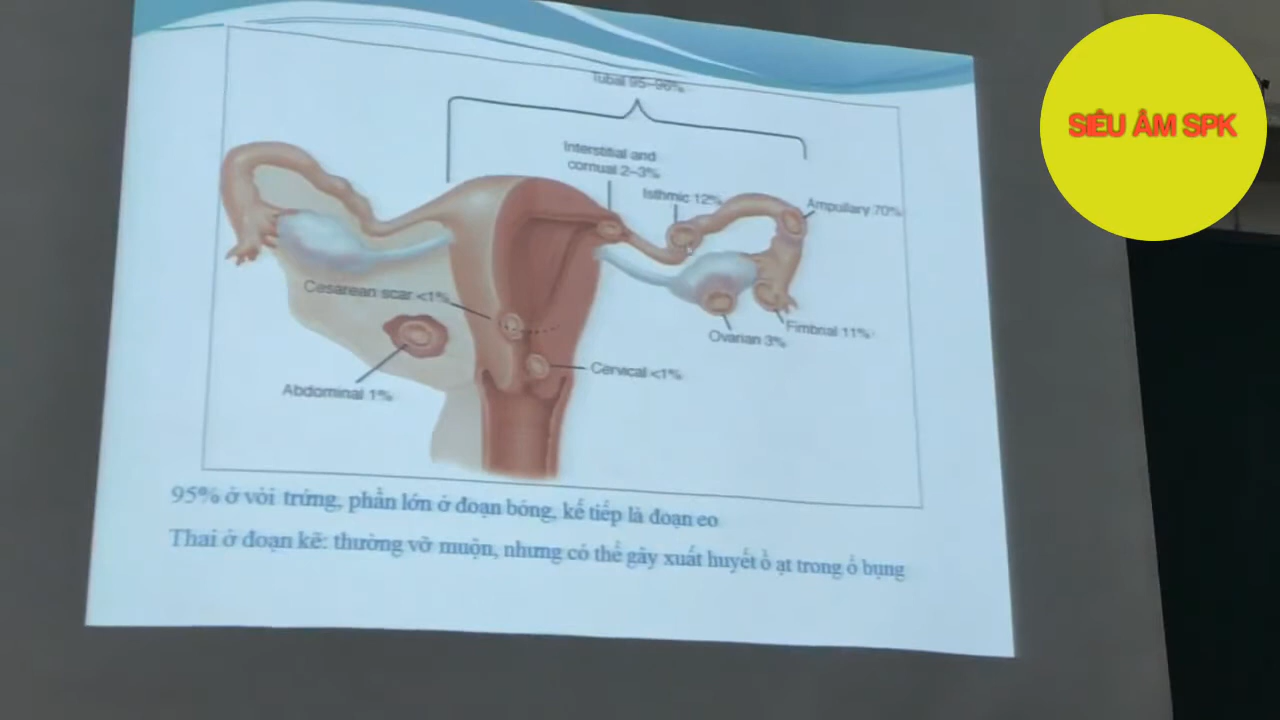 Tubal 95–96%
Interstitial and
cornual 2–3%
Isthmic 12%
Ampullary 70%
Cesarean scar <1%
Fimbrial 11%
Ovarian 3%
Cervical <1%
Abdominal 1%
95% ở vòi trứng, phần lớn ở đoạn bóng, kế tiếp là đoạn eo
Thai ở đoạn kẽ: thường vỡ muộn, nhưng có thể gây xuất huyết ồ ạt trong ổ bụng
SIÊU ÂM SPK